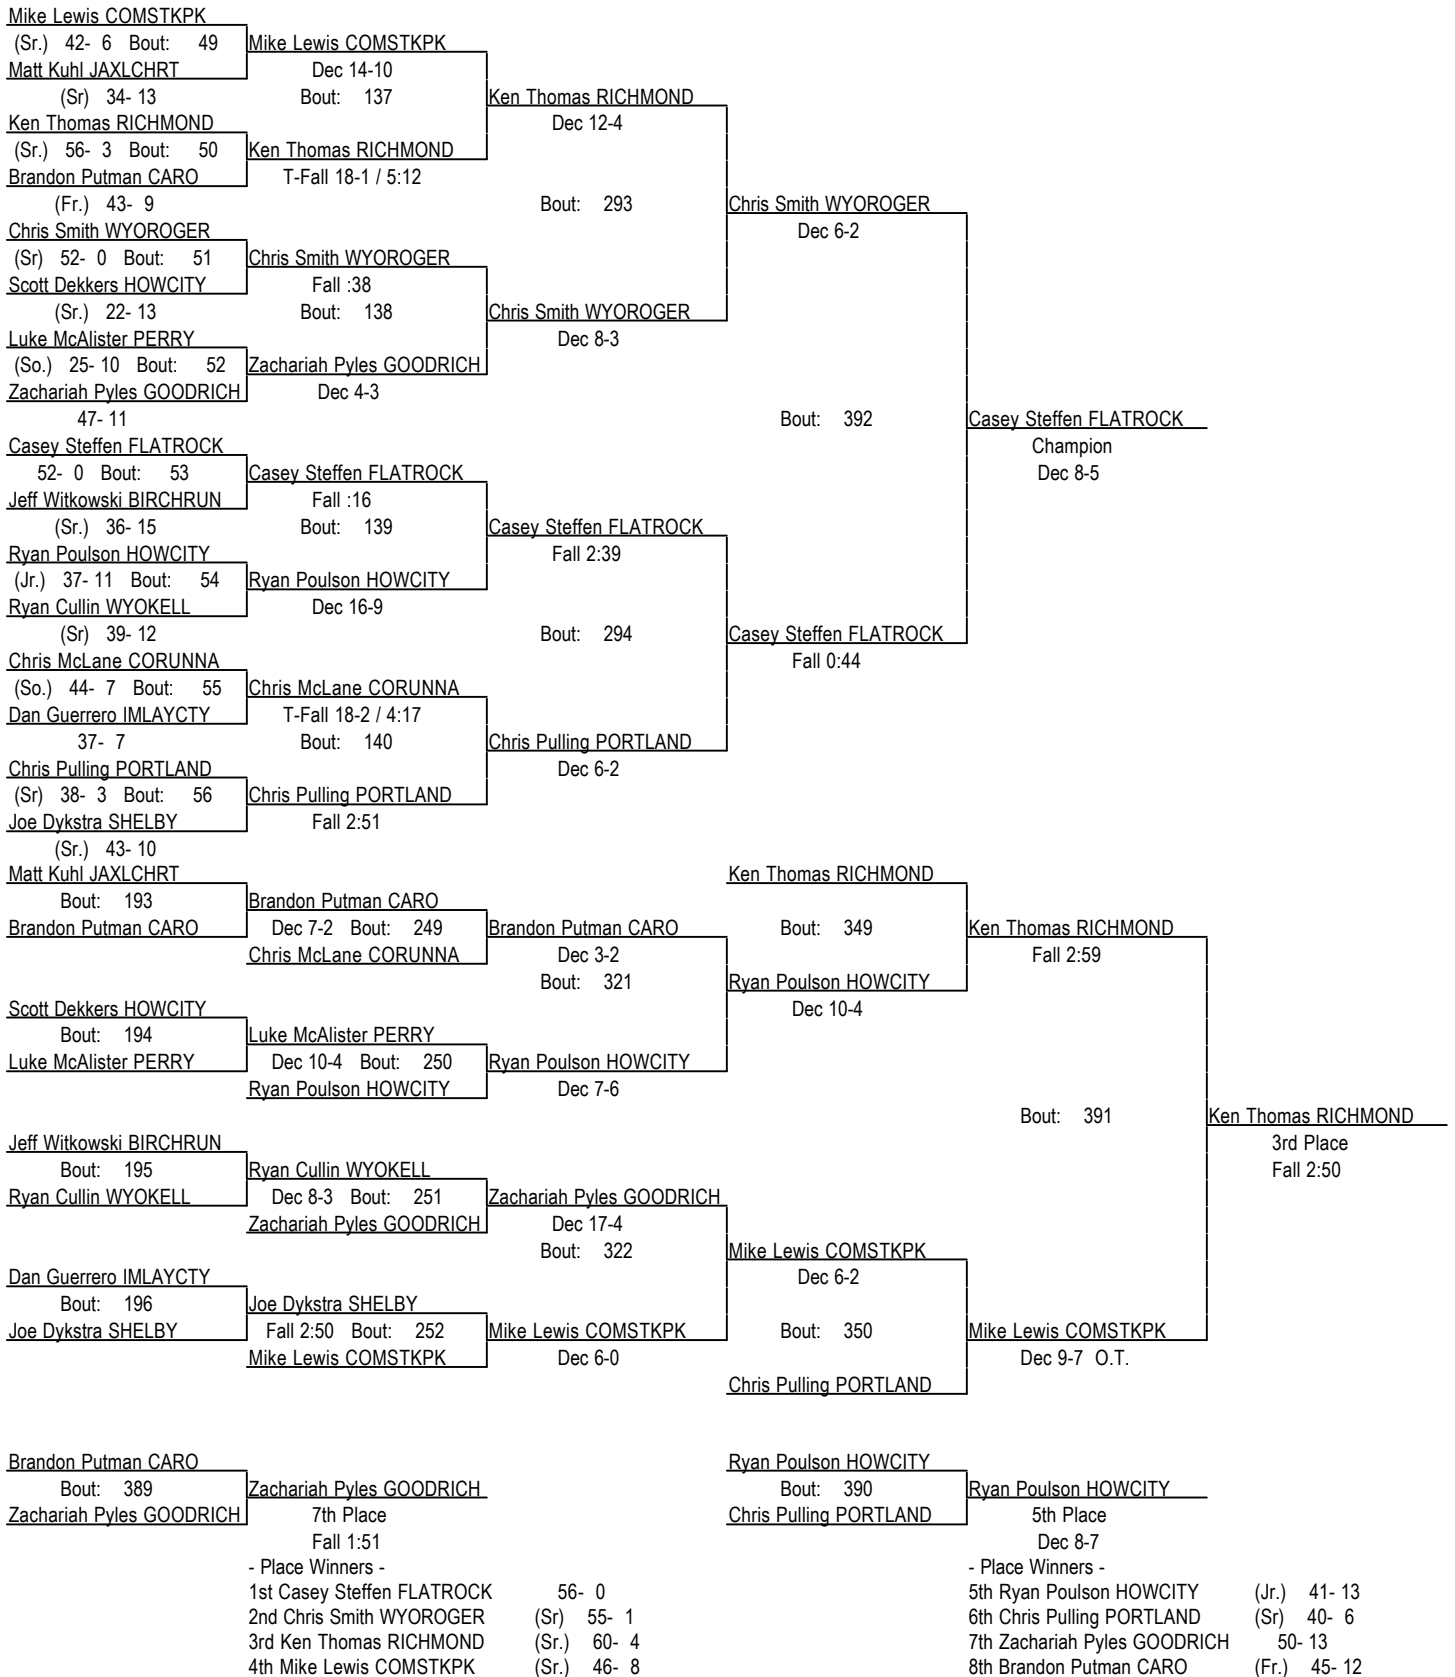 Mike Lewis COMSTKPK
(Sr.) 42- 6 Bout: 49 Mike Lewis COMSTKPK
Matt Kuhl JAXLCHRT Dec 14-10
(Sr) 34- 13 Bout: 137 Ken Thomas RICHMOND
Ken Thomas RICHMOND Dec 12-4
(Sr.) 56- 3 Bout: 50 Ken Thomas RICHMOND
Brandon Putman CARO T-Fall 18-1 / 5:12
(Fr.) 43- 9 Bout: 293 Chris Smith WYOROGER
Chris Smith WYOROGER Dec 6-2
(Sr) 52- 0 Bout: 51 Chris Smith WYOROGER
Scott Dekkers HOWCITY Fall :38
(Sr.) 22- 13 Bout: 138 Chris Smith WYOROGER
Luke McAlister PERRY Dec 8-3
(So.) 25- 10 Bout: 52 Zachariah Pyles GOODRICH
Zachariah Pyles GOODRICH Dec 4-3
47- 11 Bout: 392 Casey Steffen FLATROCK
Casey Steffen FLATROCK Champion
52- 0 Bout: 53 Casey Steffen FLATROCK Dec 8-5
Jeff Witkowski BIRCHRUN Fall :16
(Sr.) 36- 15 Bout: 139 Casey Steffen FLATROCK
Ryan Poulson HOWCITY Fall 2:39
(Jr.) 37- 11 Bout: 54 Ryan Poulson HOWCITY
Ryan Cullin WYOKELL Dec 16-9
(Sr) 39- 12 Bout: 294 Casey Steffen FLATROCK
Chris McLane CORUNNA Fall 0:44
(So.) 44- 7 Bout: 55 Chris McLane CORUNNA
Dan Guerrero IMLAYCTY T-Fall 18-2 / 4:17
37- 7 Bout: 140 Chris Pulling PORTLAND
Chris Pulling PORTLAND Dec 6-2
(Sr) 38- 3 Bout: 56 Chris Pulling PORTLAND
Joe Dykstra SHELBY Fall 2:51
(Sr.) 43- 10
Matt Kuhl JAXLCHRT Ken Thomas RICHMOND
Bout: 193 Brandon Putman CARO
Brandon Putman CARO Dec 7-2 Bout: 249 Brandon Putman CARO Bout: 349 Ken Thomas RICHMOND
Chris McLane CORUNNA Dec 3-2 Fall 2:59
Bout: 321 Ryan Poulson HOWCITY
Scott Dekkers HOWCITY Dec 10-4
Bout: 194 Luke McAlister PERRY
Luke McAlister PERRY Dec 10-4 Bout: 250 Ryan Poulson HOWCITY
Ryan Poulson HOWCITY Dec 7-6
Bout: 391 Ken Thomas RICHMOND
Jeff Witkowski BIRCHRUN 3rd Place
Bout: 195 Ryan Cullin WYOKELL Fall 2:50
Ryan Cullin WYOKELL Dec 8-3 Bout: 251 Zachariah Pyles GOODRICH
Zachariah Pyles GOODRICH Dec 17-4
Bout: 322 Mike Lewis COMSTKPK
Dan Guerrero IMLAYCTY Dec 6-2
Bout: 196 Joe Dykstra SHELBY
Joe Dykstra SHELBY Fall 2:50 Bout: 252 Mike Lewis COMSTKPK Bout: 350 Mike Lewis COMSTKPK
Mike Lewis COMSTKPK Dec 6-0 Dec 9-7 O.T.
Chris Pulling PORTLAND
Brandon Putman CARO Ryan Poulson HOWCITY
Bout: 389 Zachariah Pyles GOODRICH Bout: 390 Ryan Poulson HOWCITY
Zachariah Pyles GOODRICH 7th Place Chris Pulling PORTLAND 5th Place
Fall 1:51 Dec 8-7
- Place Winners - - Place Winners -
1st Casey Steffen FLATROCK 56- 0 5th Ryan Poulson HOWCITY (Jr.) 41- 13
2nd Chris Smith WYOROGER (Sr) 55- 1 6th Chris Pulling PORTLAND (Sr) 40- 6
3rd Ken Thomas RICHMOND (Sr.) 60- 4 7th Zachariah Pyles GOODRICH 50- 13
4th Mike Lewis COMSTKPK (Sr.) 46- 8 8th Brandon Putman CARO (Fr.) 45- 12